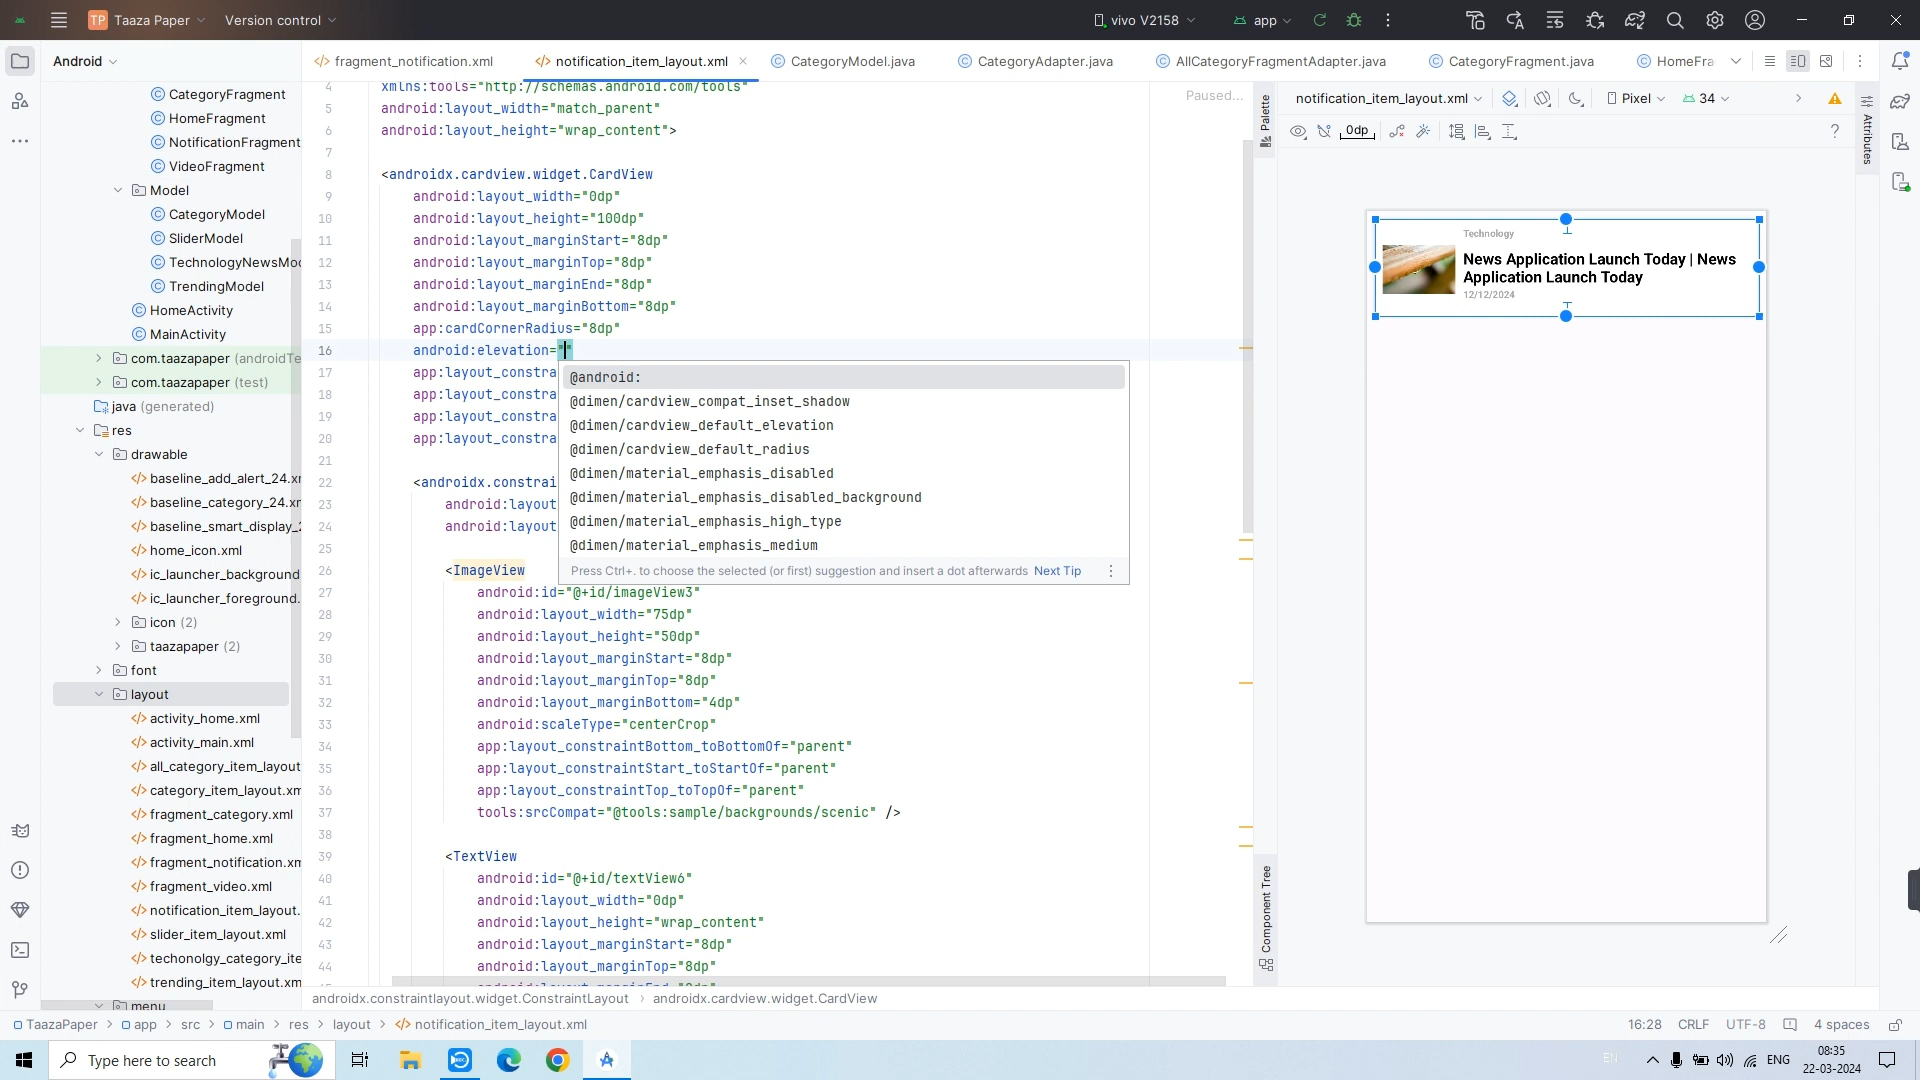 TP Taaza Paper Version control vivo V2158 app
Android
fragment_notification.xml notification_item_layout.xml CategoryModel.java CategoryAdapter.java AllCategoryFragmentAdapter.java CategoryFragment.java HomeFra
CategoryFragment
HomeFragment
NotificationFragment
VideoFragment
Model
CategoryModel
SliderModel
TechnologyNewsMo
TrendingModel
HomeActivity
MainActivity
com.taazapaper (androidTe
com.taazapaper (test)
java (generated)
res
drawable
baseline_add_alert_24.x
baseline_category_24.x
baseline_smart_display_2
home_icon.xml
ic_launcher_background
ic_launcher_foreground.
icon (2)
taazapaper (2)
font
layout
activity_home.xml
activity_main.xml
all_category_item_layout
category_item_layout.xm
fragment_category.xml
fragment_home.xml
fragment_notification.xm
fragment_video.xml
notification_item_layout.
slider_item_layout.xml
techonolgy_category_ite
trending_item_layout.xm
menu
Paused...
4 xmlns:tools="http://schemas.android.com/tools"
5 android:layout_width="match_parent"
6 android:layout_height="wrap_content">
7
8 <androidx.cardview.widget.CardView
9 android:layout_width="0dp"
10 android:layout_height="100dp"
11 android:layout_marginStart="8dp"
12 android:layout_marginTop="8dp"
13 android:layout_marginEnd="8dp"
14 android:layout_marginBottom="8dp"
15 app:cardCornerRadius="8dp"
16 android:elevation=""
17 app:layout_constra
18 app:layout_constra
19 app:layout_constra
20 app:layout_constra
21
22 <androidx.constrai
23 android:layout
24 android:layout
25
26 <ImageView
27 android:id="@+id/imageView3"
28 android:layout_width="75dp"
29 android:layout_height="50dp"
30 android:layout_marginStart="8dp"
31 android:layout_marginTop="8dp"
32 android:layout_marginBottom="4dp"
33 android:scaleType="centerCrop"
34 app:layout_constraintBottom_toBottomOf="parent"
35 app:layout_constraintStart_toStartOf="parent"
36 app:layout_constraintTop_toTopOf="parent"
37 tools:srcCompat="@tools:sample/backgrounds/scenic" />
38
39 <TextView
40 android:id="@+id/textView6"
41 android:layout_width="0dp"
42 android:layout_height="wrap_content"
43 android:layout_marginStart="8dp"
44 android:layout_marginTop="8dp"
@android:
@dimen/cardview_compat_inset_shadow
@dimen/cardview_default_elevation
@dimen/cardview_default_radius
@dimen/material_emphasis_disabled
@dimen/material_emphasis_disabled_background
@dimen/material_emphasis_high_type
@dimen/material_emphasis_medium
Press Ctrl+. to choose the selected (or first) suggestion and insert a dot afterwards Next Tip
androidx.constraintlayout.widget.ConstraintLayout androidx.cardview.widget.CardView
Palette
Component Tree
notification_item_layout.xml Pixel 34
0dp ?
Attributes
Technology
News Application Launch Today | News
Application Launch Today
12/12/2024
TaazaPaper app src main res layout notification_item_layout.xml 16:28 CRLF UTF-8 4 spaces
Type here to search EN ENG 08:35
22-03-2024